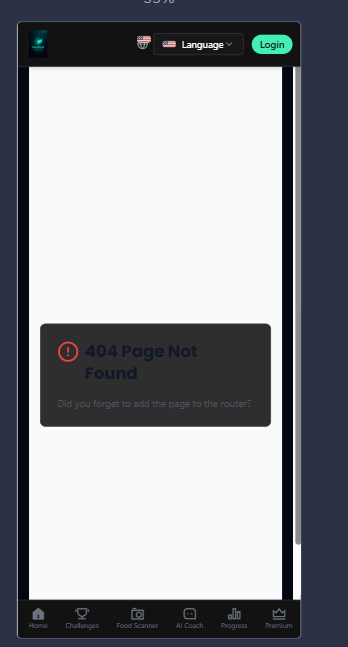 Language
Login
404 Page Not
Found
Did you forget to add the page to the router?
Home
Challenges
Food Scanner
AI Coach
Progress
Premium